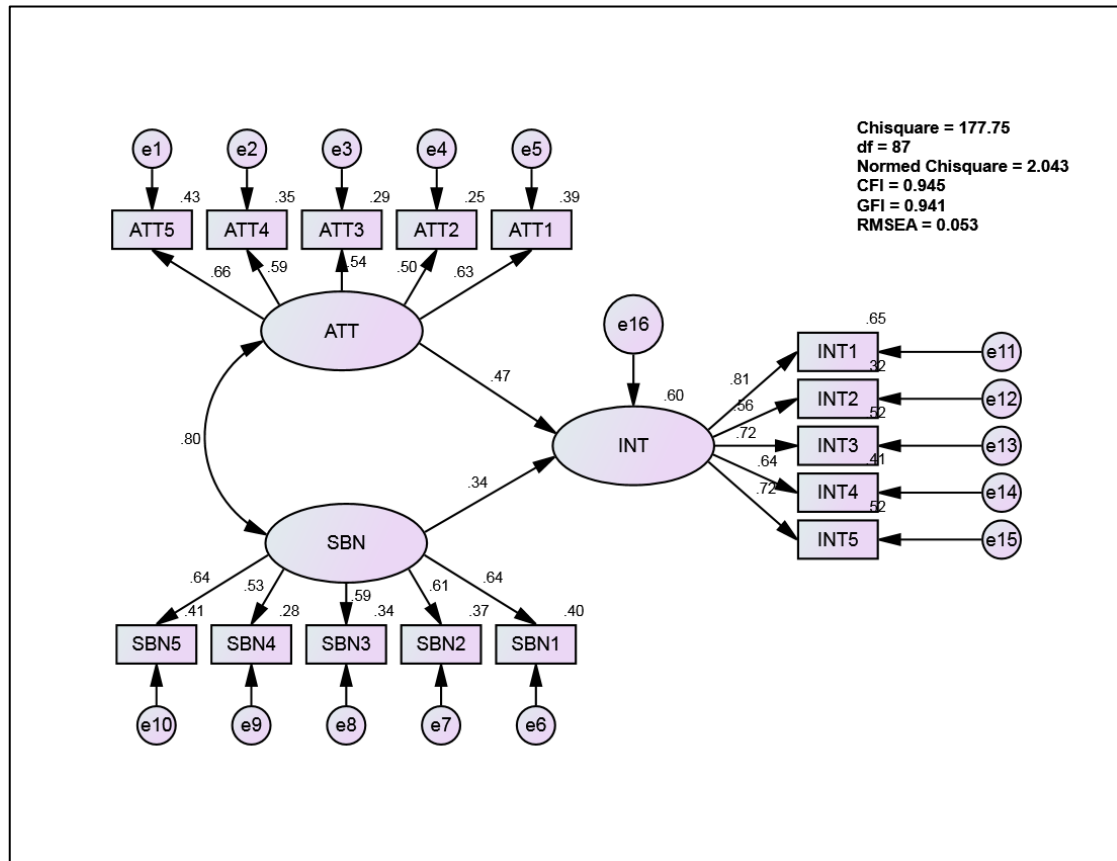 Chisquare = 177.75
df = 87
Normed Chisquare = 2.043
CFI = 0.945
GFI = 0.941
RMSEA = 0.053
e1
e2
e3
e4
e5
.43
.35
.29
.25
.39
ATT5
ATT4
ATT3
ATT2
ATT1
.66
.59
.54
.50
.63
ATT
e16
.47
.60
INT
.80
.34
.65
INT1
e11
.81
.32
INT2
e12
.56
.52
INT3
e13
.72
.41
INT4
e14
.64
.52
INT5
e15
.72
SBN
.64
.53
.59
.61
.64
.41
.28
.34
.37
.40
SBN5
SBN4
SBN3
SBN2
SBN1
e10
e9
e8
e7
e6